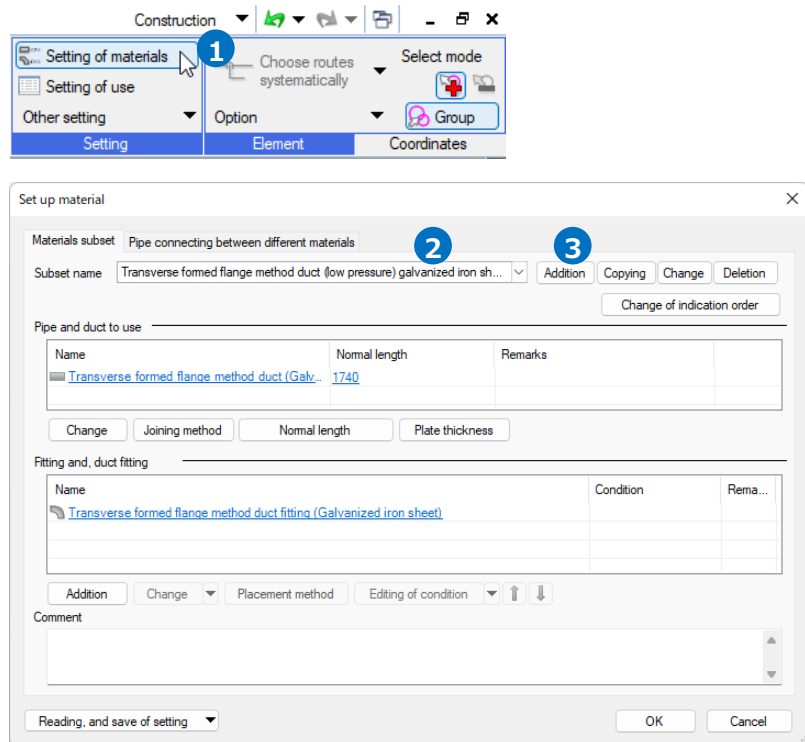 Construction
Setting of materials 1 Choose routes systematically Select mode
Setting of use
Other setting Option Group
Setting Element Coordinates
Set up material
Materials subset Pipe connecting between different materials 2 3
Subset name Transverse formed flange method duct (low pressure) galvanized iron sh... Addition Copying Change Deletion
Change of indication order
Pipe and duct to use
Name Normal length Remarks
Transverse formed flange method duct (Galv... 1740
Change Joining method Normal length Plate thickness
Fitting and, duct fitting
Name Condition Rema...
Transverse formed flange method duct fitting (Galvanized iron sheet)
Addition Change Placement method Editing of condition
Comment
Reading, and save of setting OK Cancel